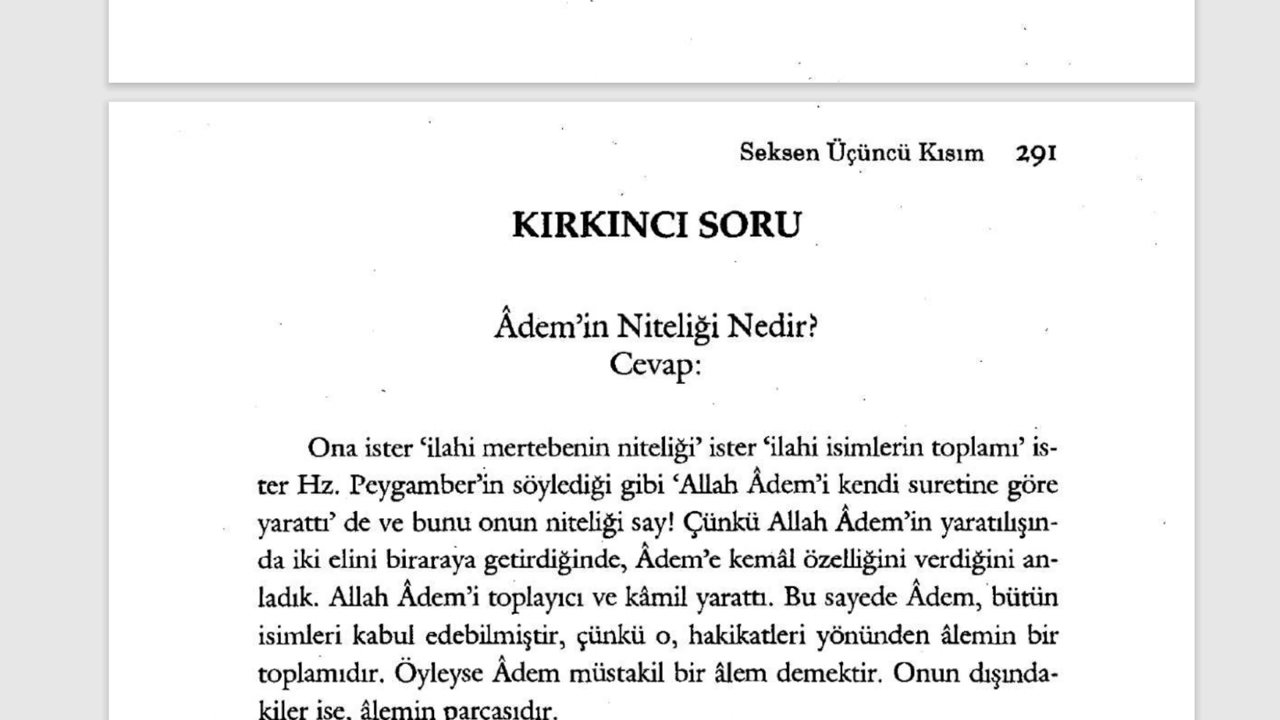 Seksen Üçüncü Kısım 291
KIRKINCI SORU
Âdem'in Niteliği Nedir?
Cevap:
Ona ister ‘ilahi mertebenin niteliği’ ister ‘ilahi isimlerin toplamı’ is-
ter Hz. Peygamber’in söylediği gibi ‘Allah Âdem’i kendi suretine göre
yarattı’ de ve bunu onun niteliği say! Çünkü Allah Âdem’in yaratılışın-
da iki elini biraraya getirdiğinde, Âdem’e kemâl özelliğini verdiğini an-
ladık. Allah Âdem’i toplayıcı ve kâmil yarattı. Bu sayede Âdem, bütün
isimleri kabul edebilmiştir, çünkü o, hakikatleri yönünden âlemin bir
toplamıdır. Öyleyse Âdem müstakil bir âlem demektir. Onun dışında-
kiler ise, âlemin parçasıdır.